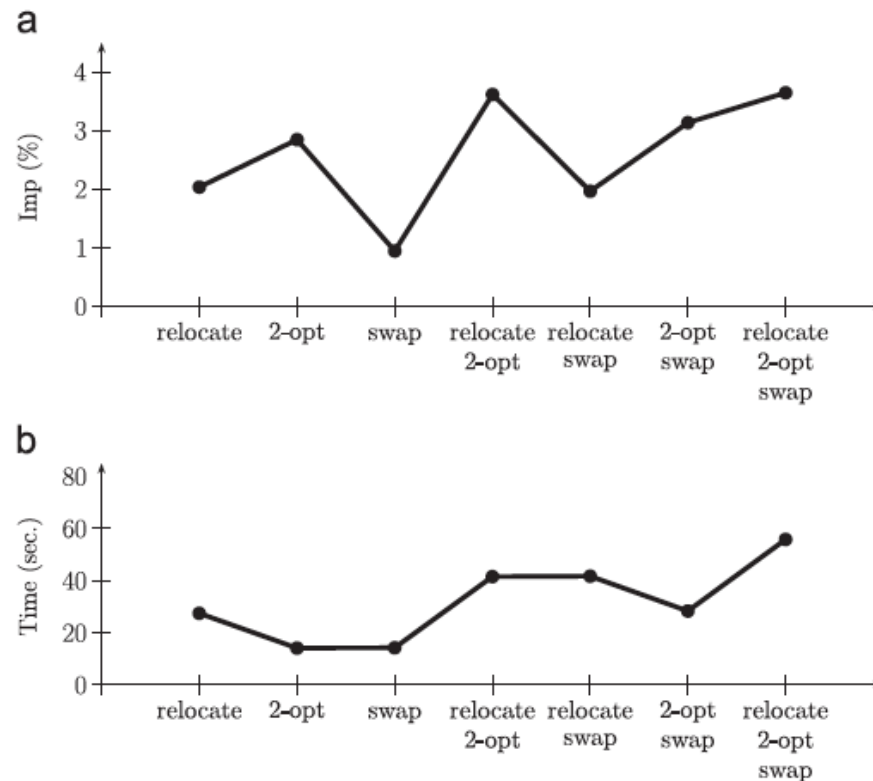 a
Imp (%)
4
3
2
1
0
relocate 2-opt swap relocate relocate 2-opt relocate
2-opt swap swap 2-opt
swap
b
Time (sec.)
80
60
40
20
0
relocate 2-opt swap relocate relocate 2-opt relocate
2-opt swap swap 2-opt
swap